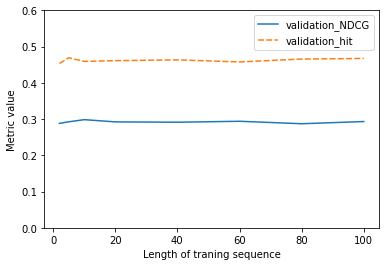 0.6
0.5
0.4
0.3
0.2
0.1
0.0
Metric value
validation_NDCG
validation_hit
0 20 40 60 80 100
Length of traning sequence